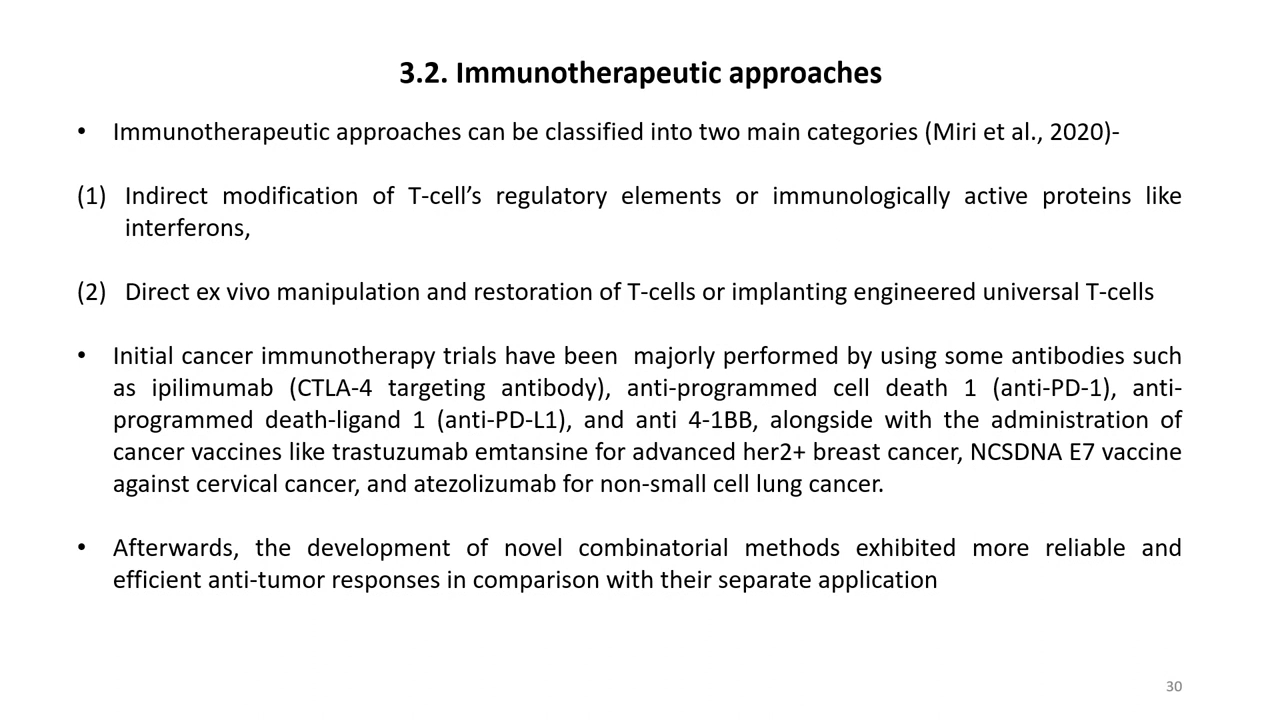 3.2. Immunotherapeutic approaches
• Immunotherapeutic approaches can be classified into two main categories (Miri et al., 2020)-
(1) Indirect modification of T-cell’s regulatory elements or immunologically active proteins like
interferons,
(2) Direct ex vivo manipulation and restoration of T-cells or implanting engineered universal T-cells
• Initial cancer immunotherapy trials have been  majorly performed by using some antibodies such
as ipilimumab (CTLA-4 targeting antibody), anti-programmed cell death 1 (anti-PD-1), anti-
programmed death-ligand 1 (anti-PD-L1), and anti 4-1BB, alongside with the administration of
cancer vaccines like trastuzumab emtansine for advanced her2+ breast cancer, NCSDNA E7 vaccine
against cervical cancer, and atezolizumab for non-small cell lung cancer.
• Afterwards, the development of novel combinatorial methods exhibited more reliable and
efficient anti-tumor responses in comparison with their separate application
30